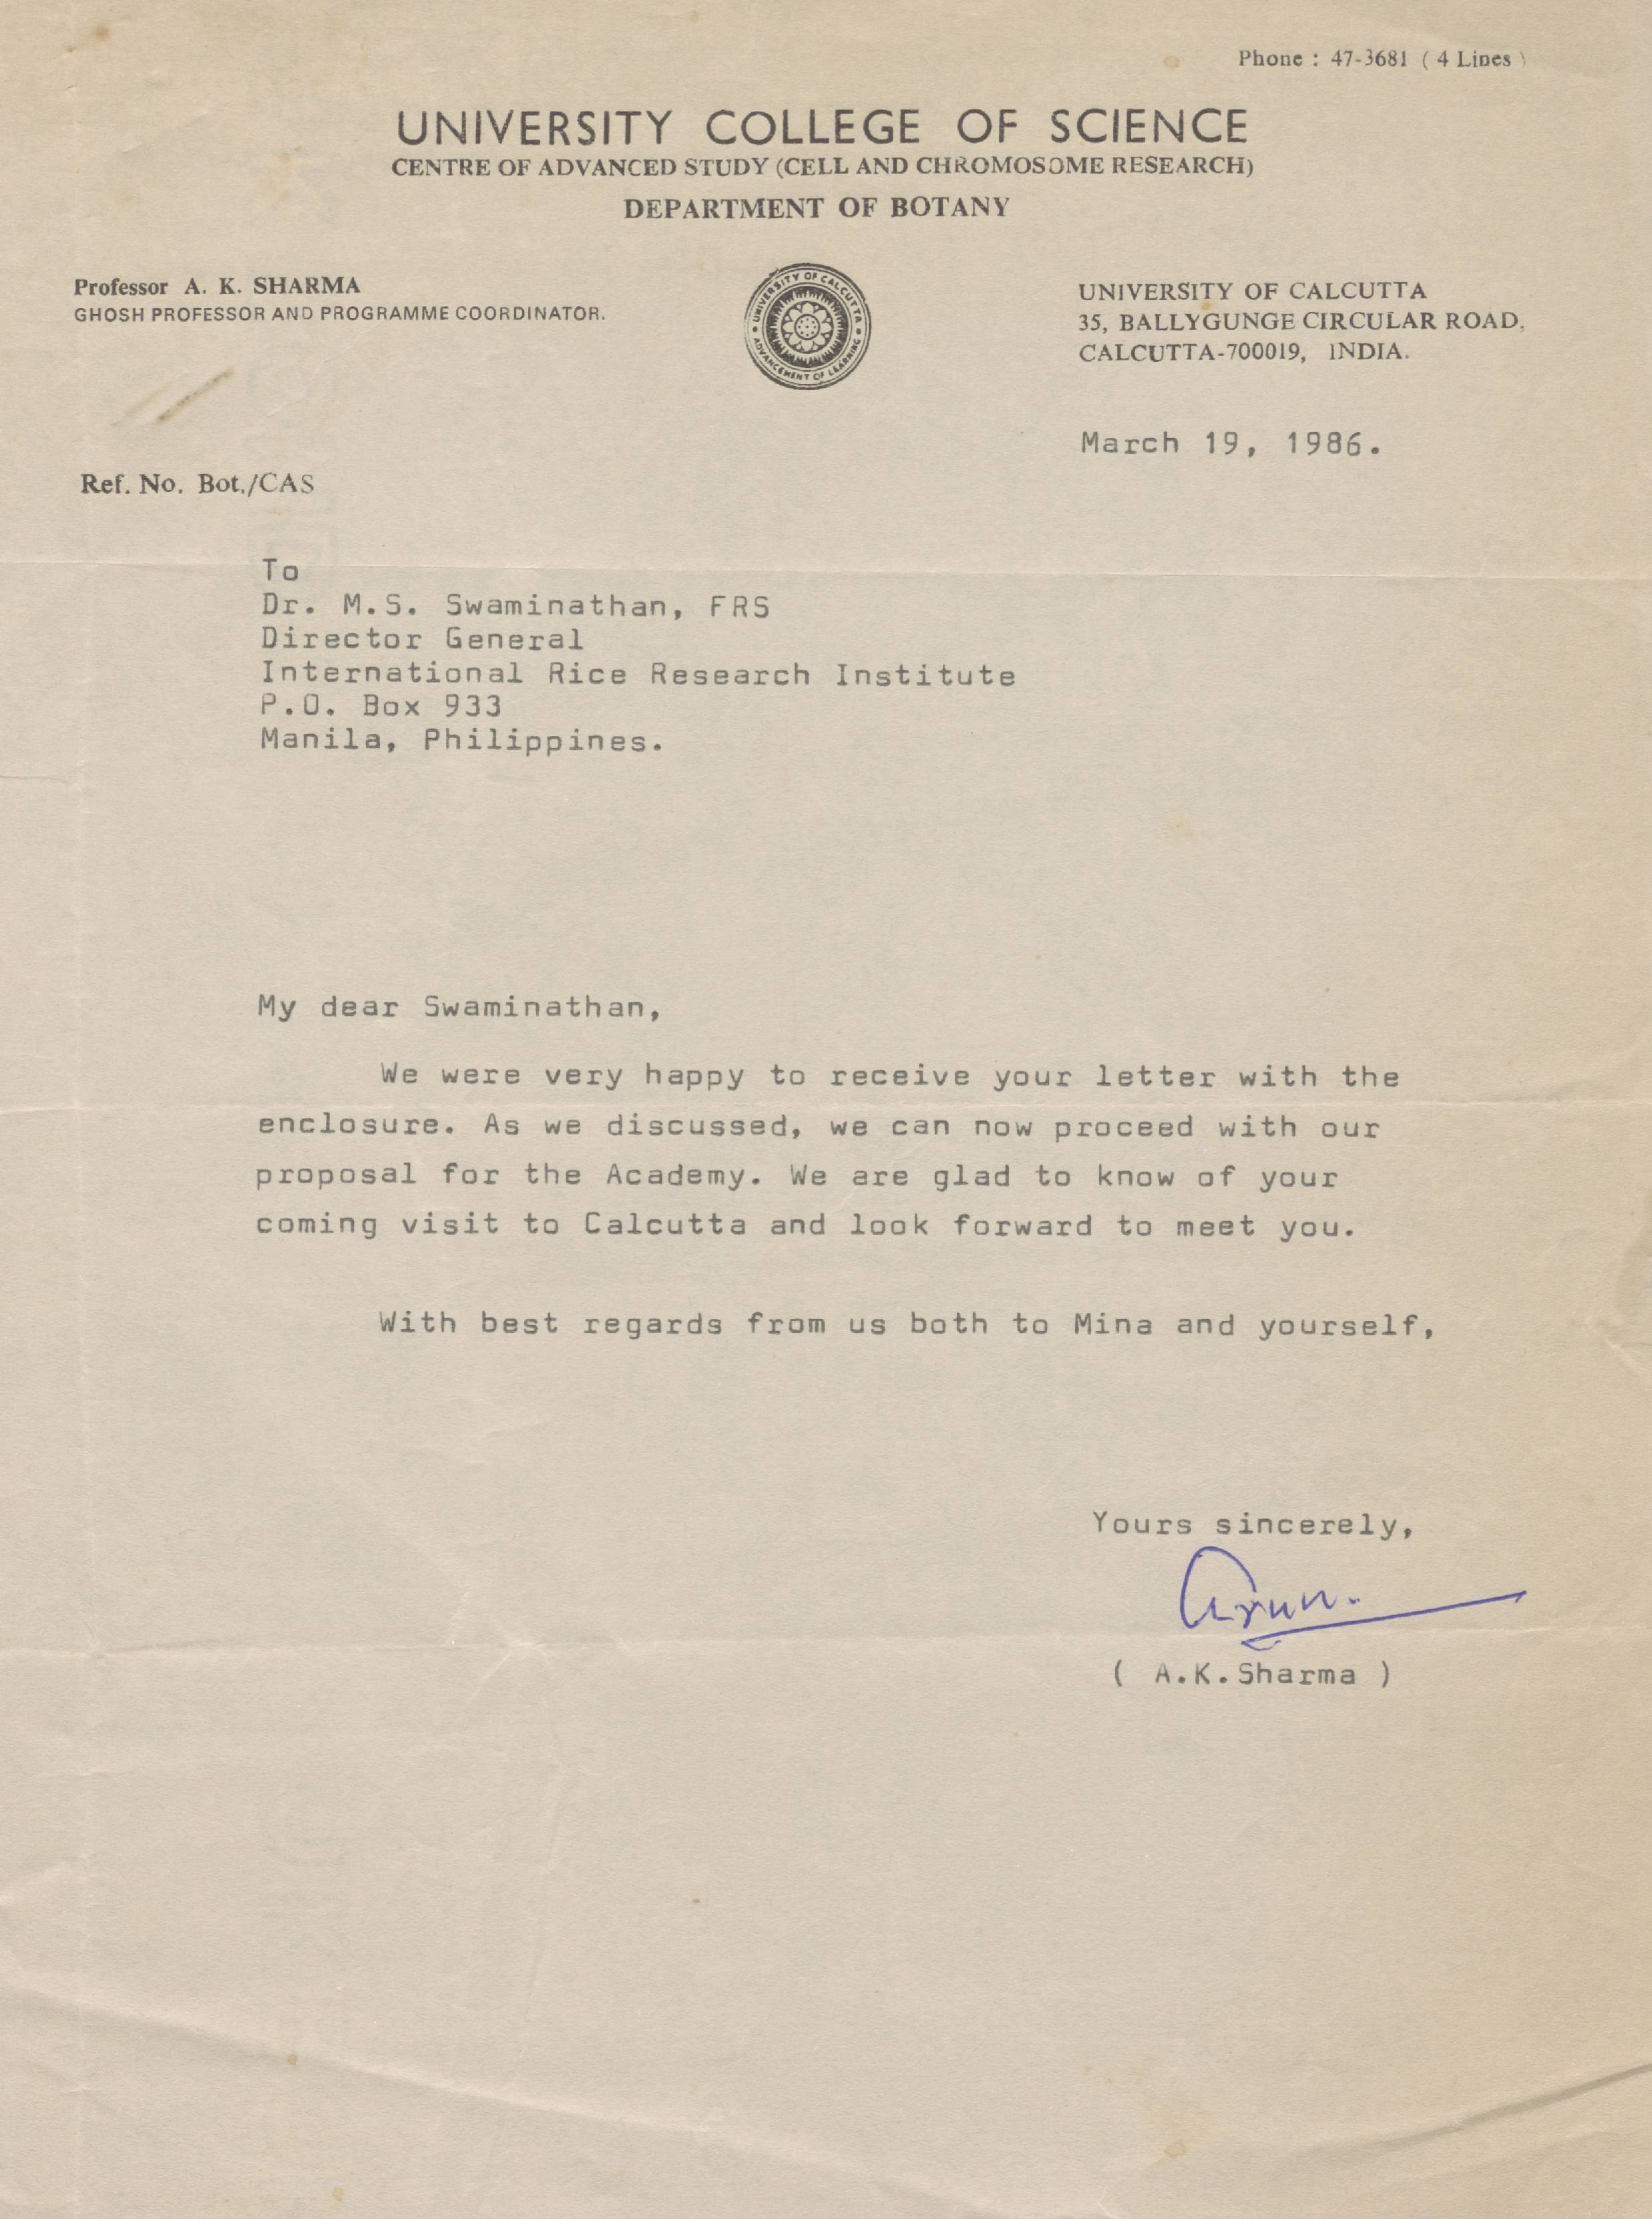 Phone : 47-3681 ( 4 Lines )
UNIVERSITY COLLEGE OF SCIENCE
CENTRE OF ADVANCED STUDY (CELL AND CHROMOSOME RESEARCH)
DEPARTMENT OF BOTANY
Professor A. K. SHARMA
GHOSH PROFESSOR AND PROGRAMME COORDINATOR.
UNIVERSITY OF CALCUTTA
ADVANCEMENT OF LEARNING
UNIVERSITY OF CALCUTTA
35, BALLYGUNGE CIRCULAR ROAD,
CALCUTTA-700019, INDIA.
March 19, 1986.
Ref. No. Bot./CAS
To
Dr. M.S. Swaminathan, FRS
Director General
International Rice Research Institute
P.O. Box 933
Manila, Philippines.
My dear Swaminathan,
We were very happy to receive your letter with the
enclosure. As we discussed, we can now proceed with our
proposal for the Academy. We are glad to know of your
coming visit to Calcutta and look forward to meet you.
With best regards from us both to Mina and yourself,
Yours sincerely,
Arun.
( A.K.Sharma )